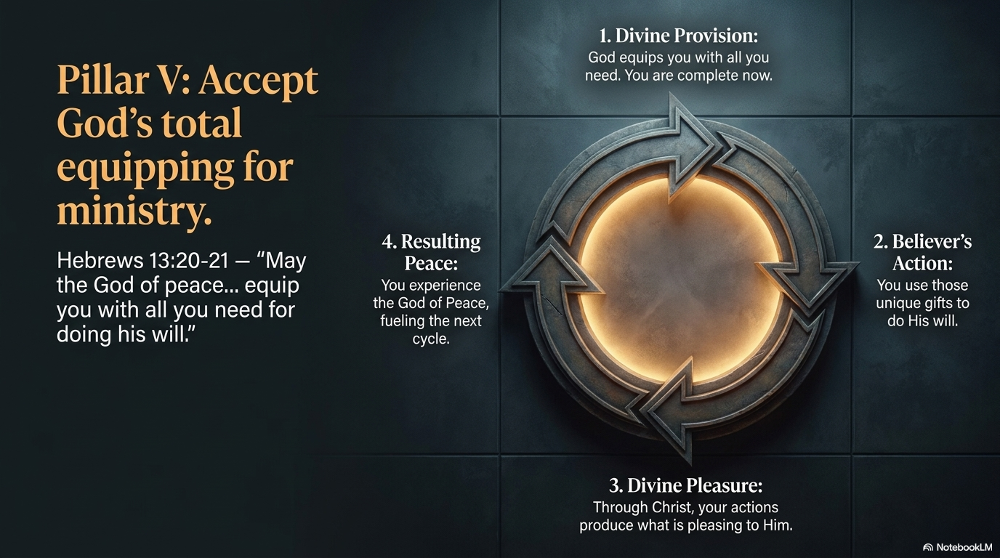 Pillar V: Accept
God’s total
equipping for
ministry.
Hebrews 13:20-21 — “May
the God of peace... equip
you with all you need for
doing his will.”
1. Divine Provision:
God equips you with all you
need. You are complete now.
2. Believer’s
Action:
You use those
unique gifts to
do His will.
3. Divine Pleasure:
Through Christ, your actions
produce what is pleasing to Him.
4. Resulting
Peace:
You experience
the God of Peace,
fueling the next
cycle.
NotebookLM